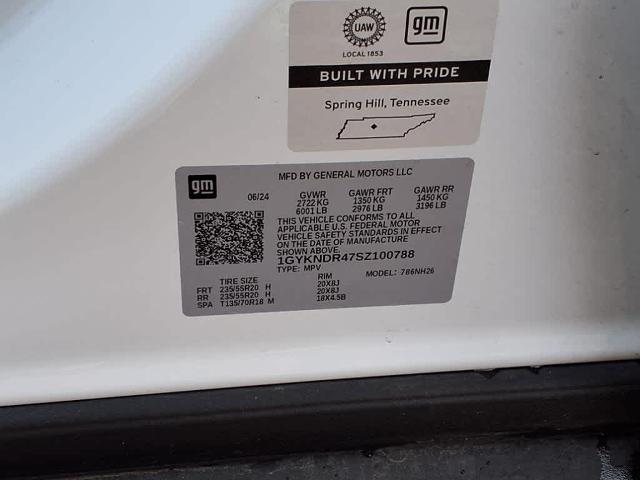 UAW
gm
LOCAL 1853
BUILT WITH PRIDE
Spring Hill, Tennessee
gm
MFD BY GENERAL MOTORS LLC
06/24 GVWR GAWR FRT GAWR RR
2722 KG 1350 KG 1450 KG
6001 LB 2976 LB 3196 LB
THIS VEHICLE CONFORMS TO ALL
APPLICABLE U.S. FEDERAL MOTOR
VEHICLE SAFETY STANDARDS IN EFFECT
ON THE DATE OF MANUFACTURE
SHOWN ABOVE.
1GYKNDR47SZ100788
TYPE: MPV MODEL: 786NH26
TIRE SIZE RIM
FRT 235/55R20 H 20X8J
RR 235/55R20 H 20X8J
SPA T135/70R18 M 18X4.5B